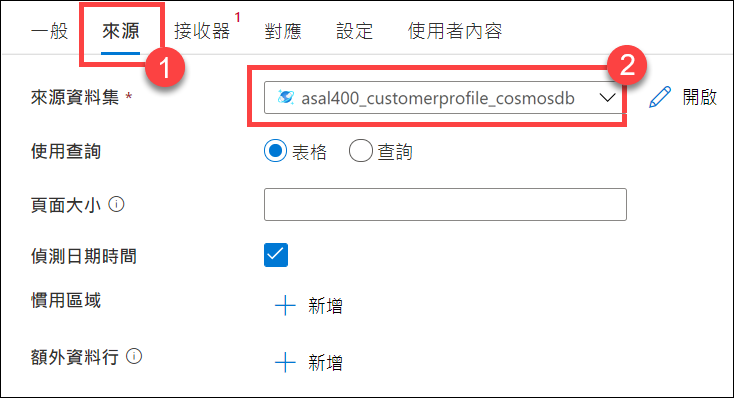 一般 來源 接收器 1 對應 設定 使用者內容
1
2
來源資料集 * asal400_customerprofile_cosmosdb 開啟
使用查詢 表格 查詢
頁面大小
偵測日期時間
慣用區域 新增
額外資料行 新增